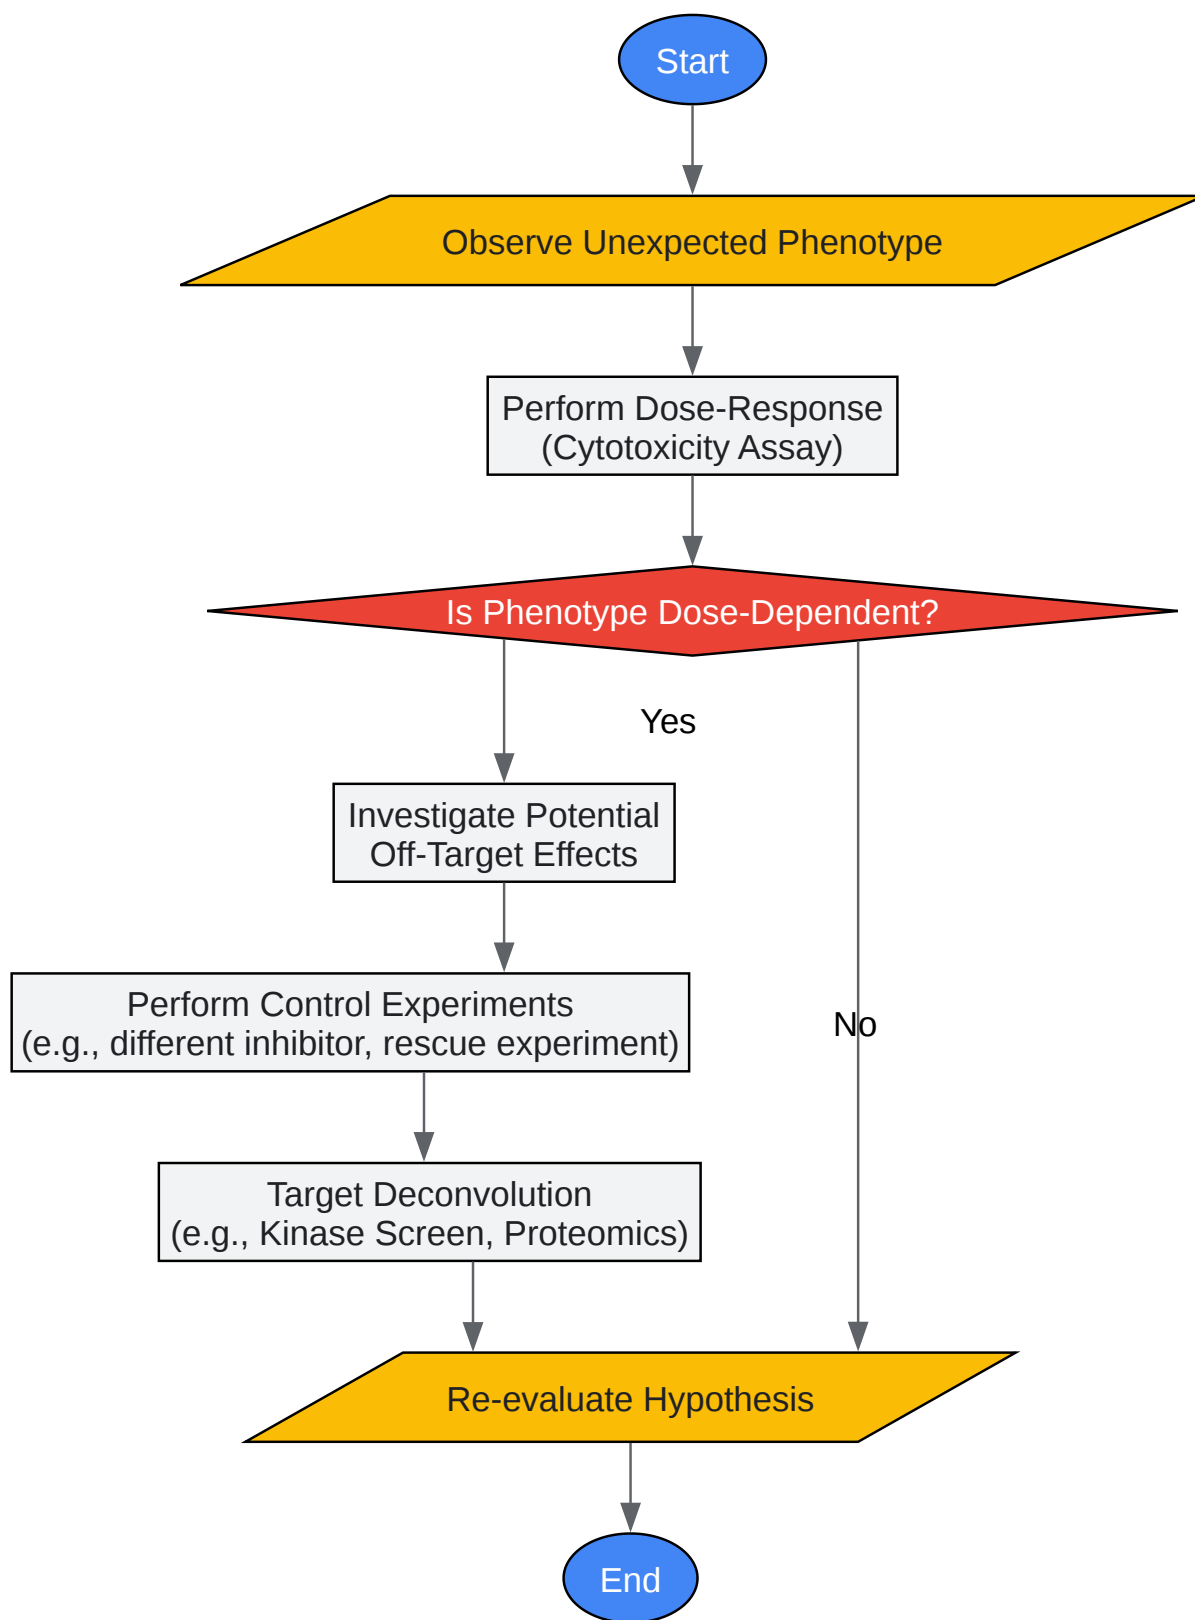 Start
Observe Unexpected Phenotype
Perform Dose-Response
(Cytotoxicity Assay)
Is Phenotype Dose-Dependent?
Yes
Investigate Potential
Off-Target Effects
Perform Control Experiments
(e.g., different inhibitor, rescue experiment)
No
Target Deconvolution
(e.g., Kinase Screen, Proteomics)
Re-evaluate Hypothesis
End